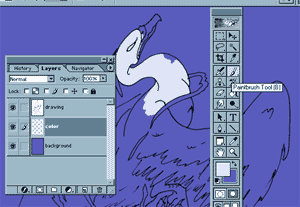 History
Layers
Navigator
Normal
Opacity: 100%
Lock:
drawing
color
background
Paintbrush Tool (B)
T